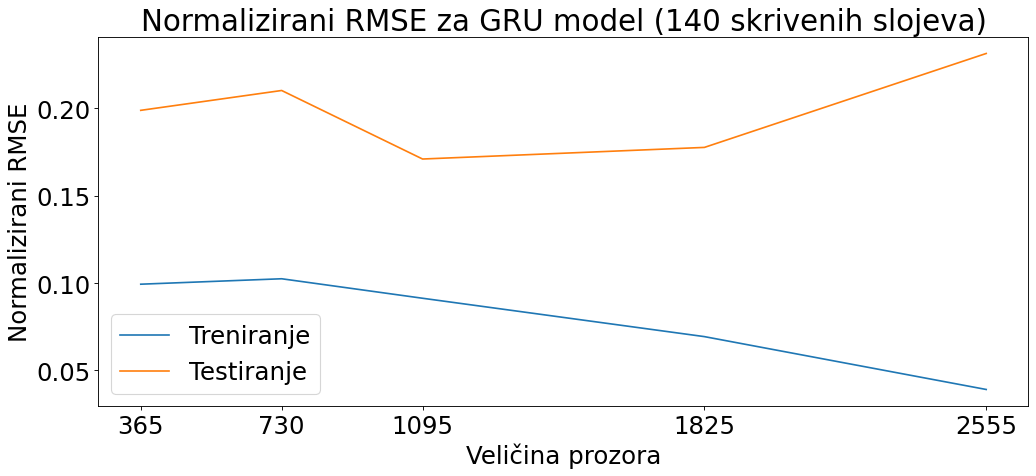 Normalizirani RMSE za GRU model (140 skrivenih slojeva)
Normalizirani RMSE
0.20
0.15
0.10
0.05
Treniranje
Testiranje
365 730 1095 1825 2555
Veličina prozora